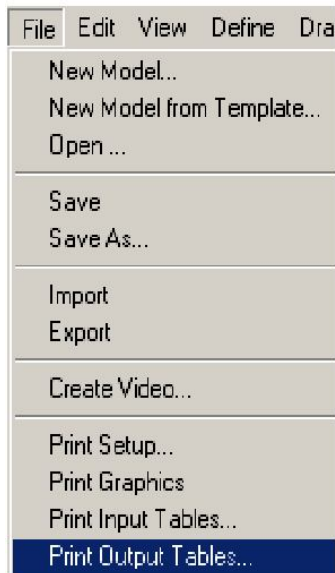 File Edit View Define Dra
New Model...
New Model from Template...
Open ...
Save
Save As...
Import
Export
Create Video...
Print Setup...
Print Graphics
Print Input Tables...
Print Output Tables...